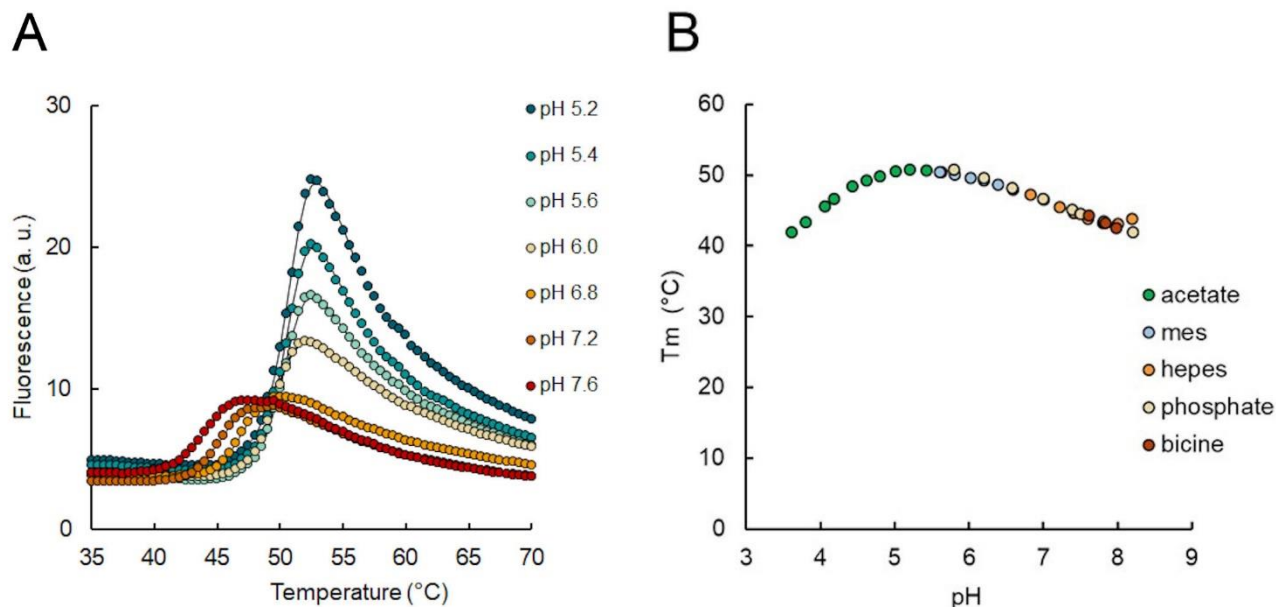 A
30
20
10
0
Fluorescence (a. u.)
35 40 45 50 55 60 65 70
Temperature (°C)
pH 5.2
pH 5.4
pH 5.6
pH 6.0
pH 6.8
pH 7.2
pH 7.6
B
60
50
40
30
20
10
0
Tm (°C)
3 4 5 6 7 8 9
pH
acetate
mes
hepes
phosphate
bicine